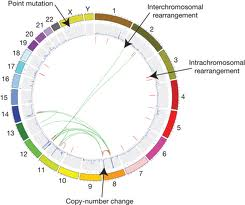 Point mutation
Interchromosomal
rearrangement
Intrachromosomal
rearrangement
Copy-number change
X
Y
1
2
3
4
5
6
7
8
9
10
11
12
13
14
15
16
17
18
19
20
21
22